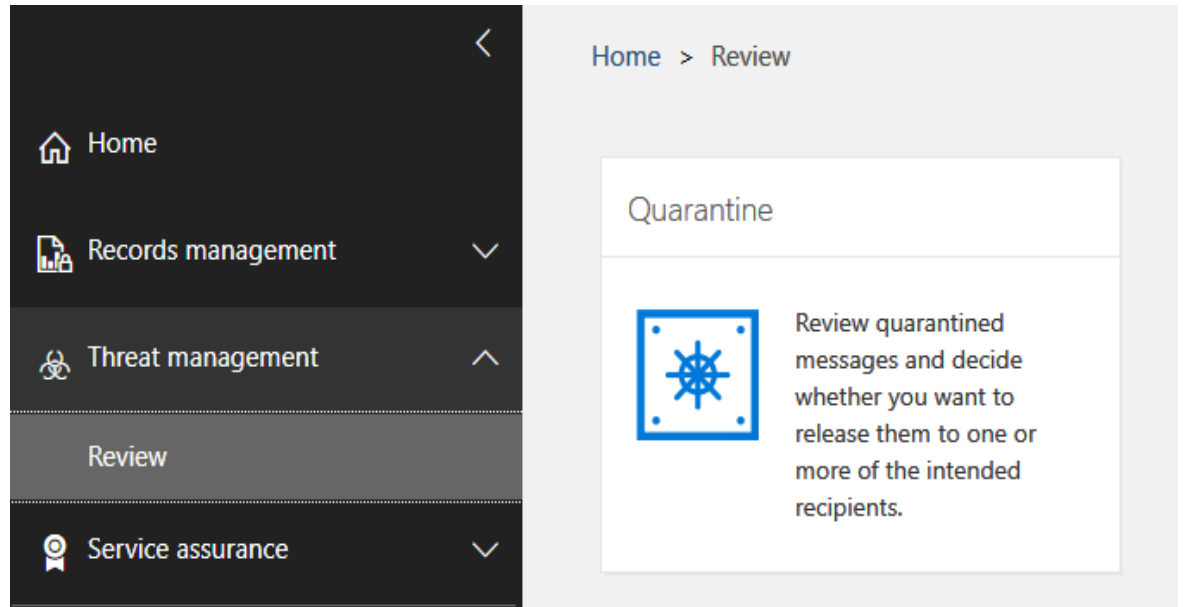 Home
Records management
Threat management
Review
Service assurance
Home > Review
Quarantine
Review quarantined
messages and decide
whether you want to
release them to one or
more of the intended
recipients.